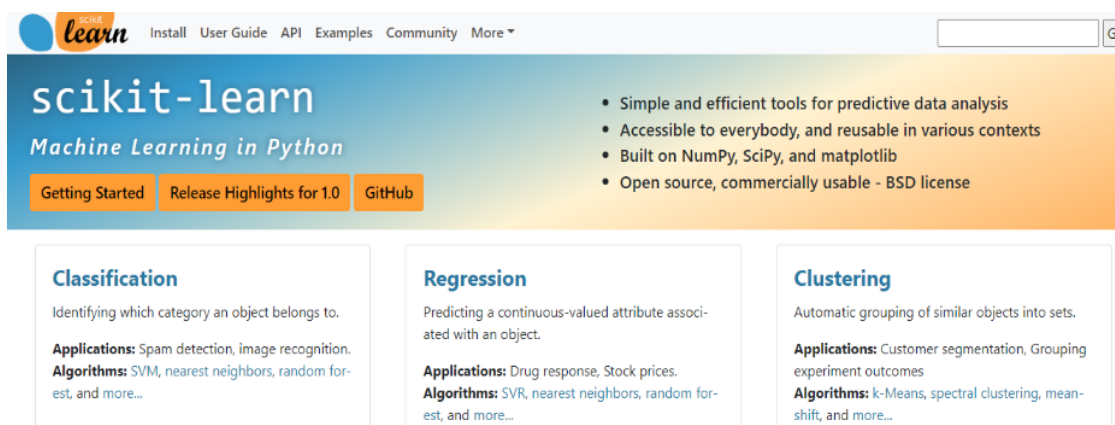 scikit
learn Install User Guide API Examples Community More
G
scikit-learn
Machine Learning in Python
Getting Started Release Highlights for 1.0 GitHub
• Simple and efficient tools for predictive data analysis
• Accessible to everybody, and reusable in various contexts
• Built on NumPy, SciPy, and matplotlib
• Open source, commercially usable - BSD license
Classification
Identifying which category an object belongs to.
Applications: Spam detection, image recognition.
Algorithms: SVM, nearest neighbors, random for-
est, and more...
Regression
Predicting a continuous-valued attribute associ-
ated with an object.
Applications: Drug response, Stock prices.
Algorithms: SVR, nearest neighbors, random for-
est, and more...
Clustering
Automatic grouping of similar objects into sets.
Applications: Customer segmentation, Grouping
experiment outcomes
Algorithms: k-Means, spectral clustering, mean-
shift, and more...